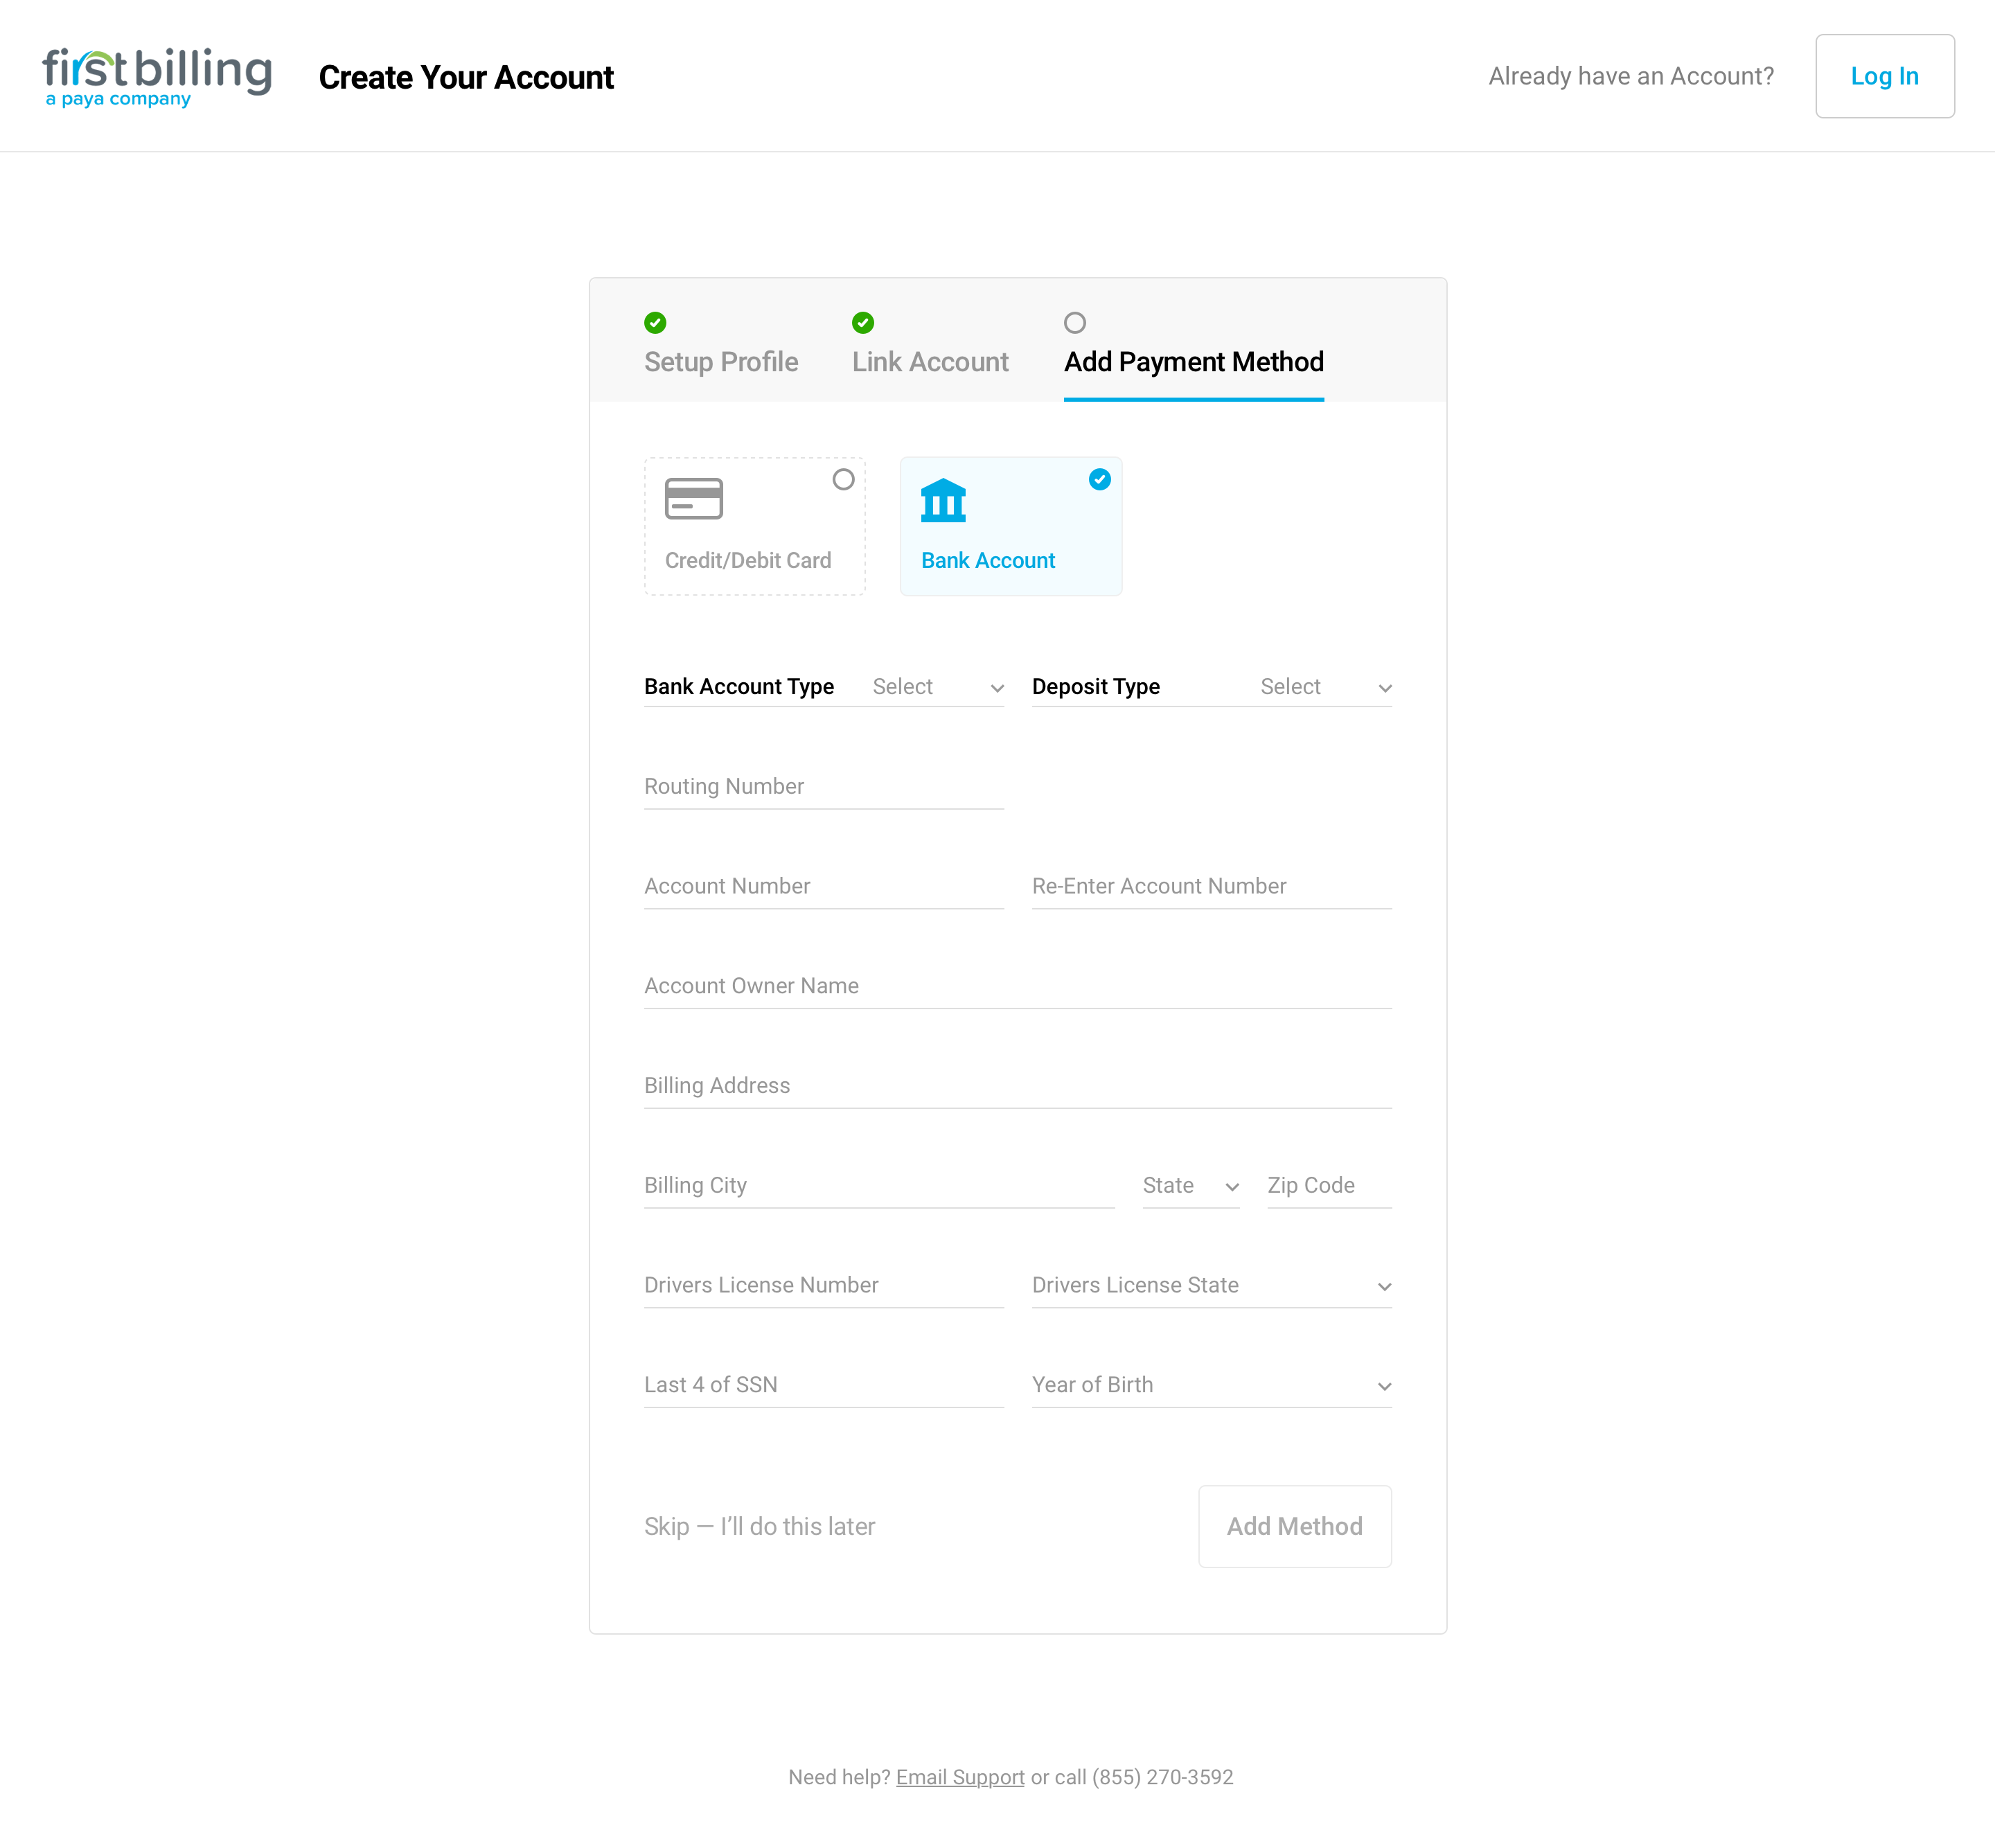 firstbilling
a paya company
Create Your Account
Already have an Account?
Log In
Setup Profile
Link Account
Add Payment Method
Credit/Debit Card
Bank Account
Bank Account Type Select
Deposit Type Select
Routing Number
Account Number
Re-Enter Account Number
Account Owner Name
Billing Address
Billing City
State
Zip Code
Drivers License Number
Drivers License State
Last 4 of SSN
Year of Birth
Skip — I’ll do this later
Add Method
Need help? Email Support or call (855) 270-3592